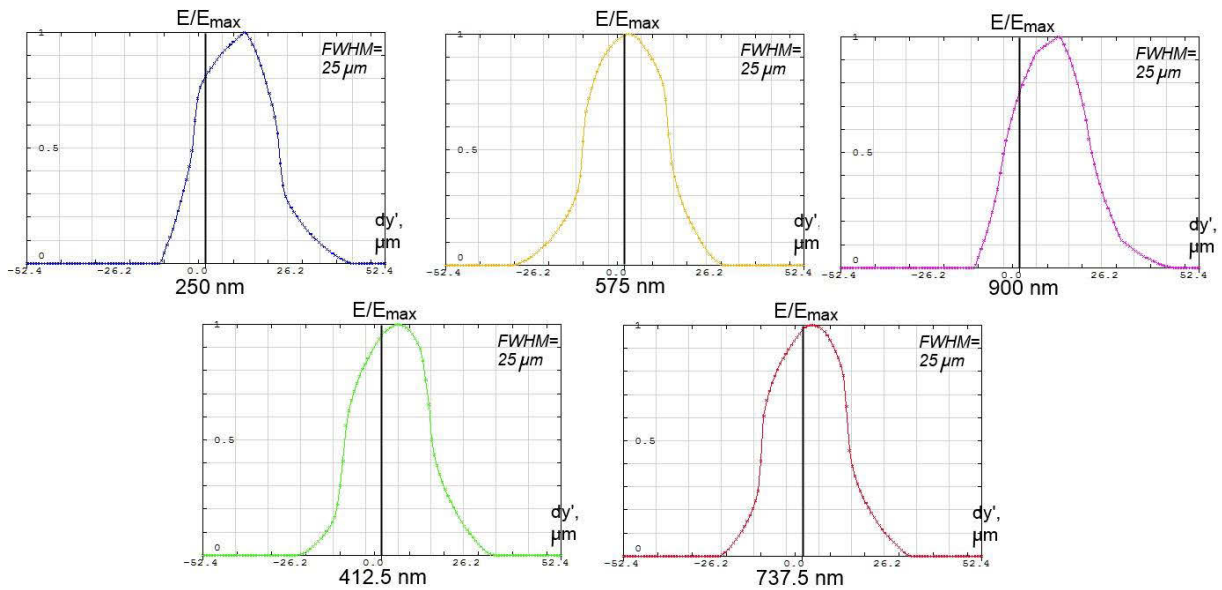 E/Emax
1
FWHM=
25 µm
0.5
dy',
µm
0
-52.4 -26.2 0.0 26.2 52.4
250 nm
E/Emax
1
FWHM=
25 µm
0.5
dy',
µm
0
-52.4 -26.2 0.0 26.2 52.4
575 nm
E/Emax
1
FWHM=
25 µm
0.5
dy',
µm
0
-52.4 -26.2 0.0 26.2 52.4
900 nm
E/Emax
1
FWHM=
25 µm
0.5
dy',
µm
0
-52.4 -26.2 0.0 26.2 52.4
412.5 nm
E/Emax
1
FWHM=
25 µm
0.5
dy',
µm
0
-52.4 -26.2 0.0 26.2 52.4
737.5 nm